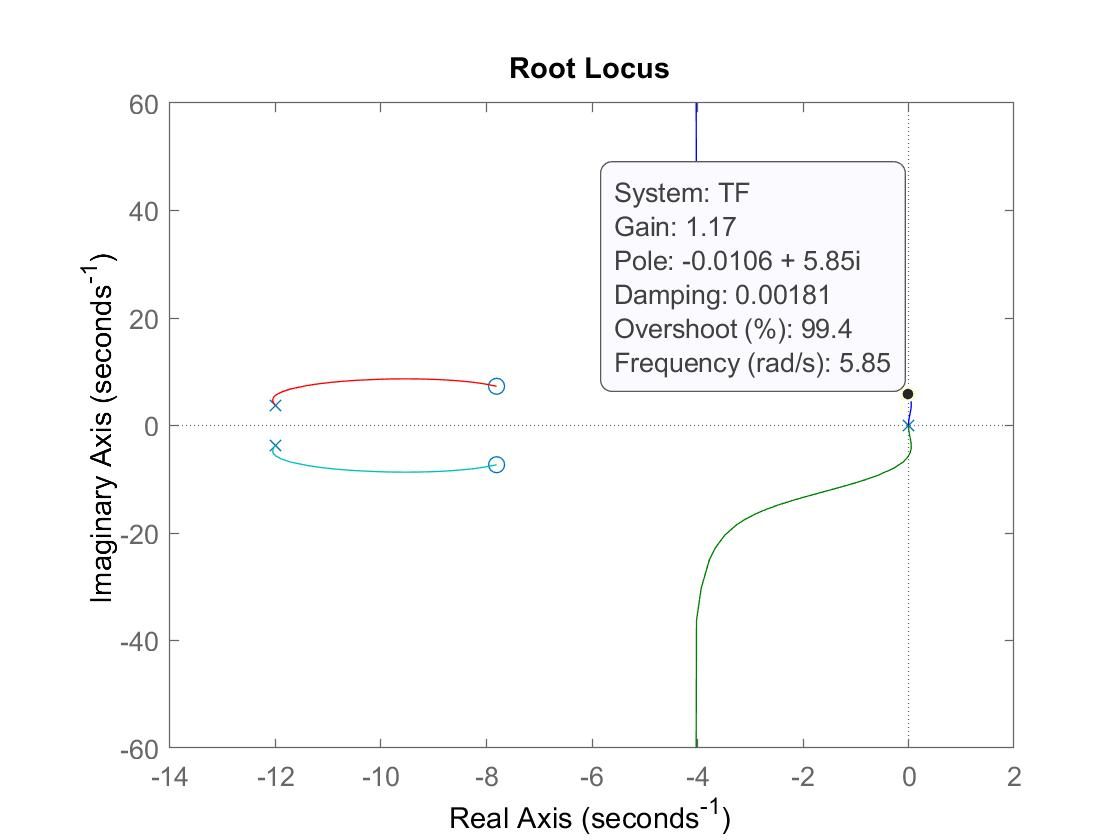 Root Locus
60
40
20
0
-20
-40
-60
Imaginary Axis (seconds⁻¹)
System: TF
Gain: 1.17
Pole: -0.0106 + 5.85i
Damping: 0.00181
Overshoot (%): 99.4
Frequency (rad/s): 5.85
-14 -12 -10 -8 -6 -4 -2 0 2
Real Axis (seconds⁻¹)